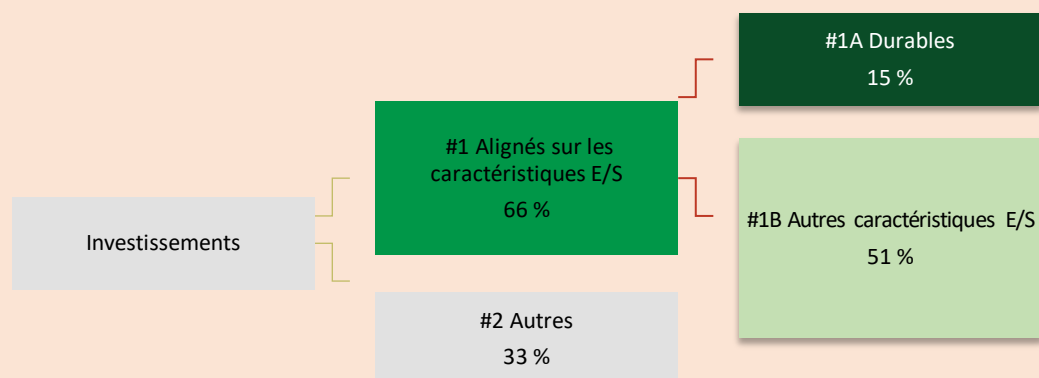 Investissements
#1 Alignés sur les
caractéristiques E/S
66 %
#2 Autres
33 %
#1A Durables
15 %
#1B Autres caractéristiques E/S
51 %